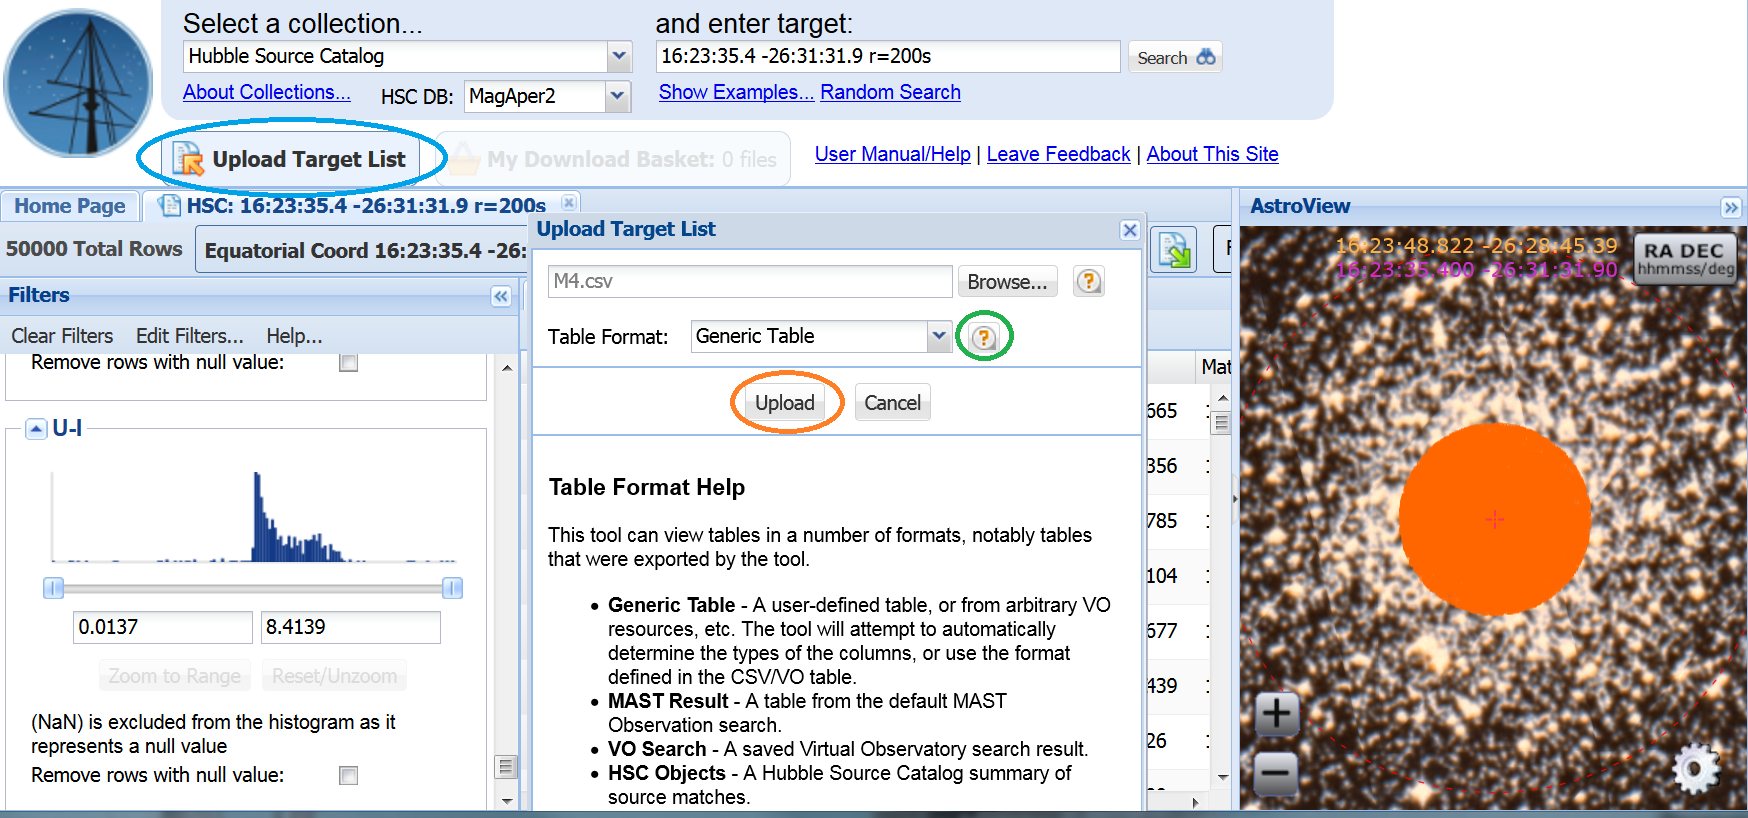 Select a collection...
and enter target:
Hubble Source Catalog
16:23:35.4 -26:31:31.9 r=200s
Search
About Collections...
HSC DB:
MagAper2
Show Examples...
Random Search
Upload Target List
My Download Basket: 0 files
User Manual/Help | Leave Feedback | About This Site
Home Page
HSC: 16:23:35.4 -26:31:31.9 r=200s
50000 Total Rows
Equatorial Coord 16:23:35.4 -26:
Filters
Clear Filters
Edit Filters...
Help...
Remove rows with null value:
U-I
0.0137
8.4139
Zoom to Range
Reset/Unzoom
(NaN) is excluded from the histogram as it
represents a null value
Remove rows with null value:
Upload Target List
M4.csv
Browse...
Table Format:
Generic Table
Upload
Cancel
Table Format Help
This tool can view tables in a number of formats, notably tables
that were exported by the tool.
• Generic Table - A user-defined table, or from arbitrary VO
resources, etc. The tool will attempt to automatically
determine the types of the columns, or use the format
defined in the CSV/VO table.
• MAST Result - A table from the default MAST
Observation search.
• VO Search - A saved Virtual Observatory search result.
• HSC Objects - A Hubble Source Catalog summary of
source matches.
Mat
665
356
785
104
677
439
26
AstroView
16:23:48.822 -26:28:45.39
16:23:35.400 -26:31:31.90
RA DEC
hhmmss/deg